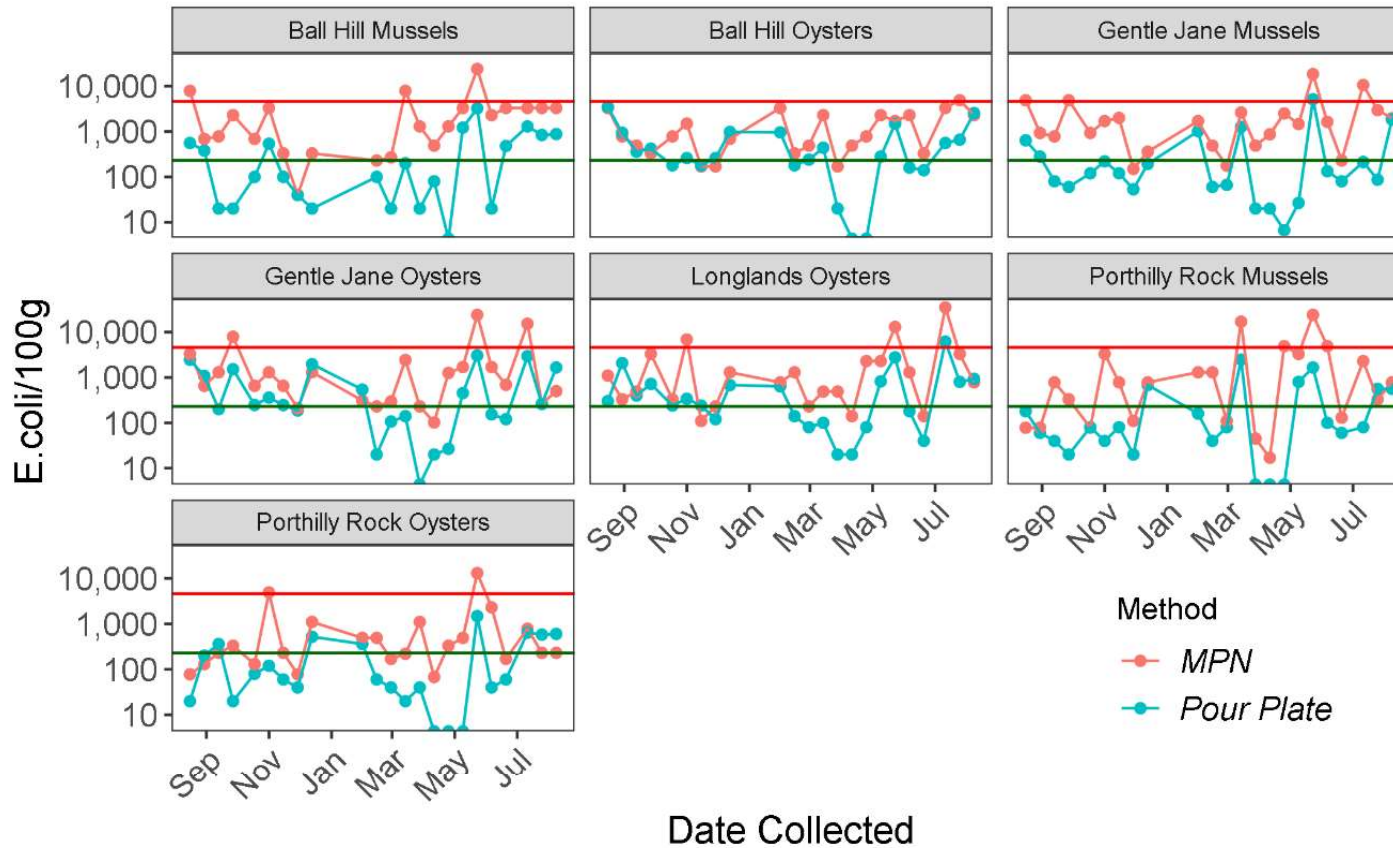 Ball Hill Mussels
Ball Hill Oysters
Gentle Jane Mussels
10,000
1,000
100
10
Gentle Jane Oysters
Longlands Oysters
Porthilly Rock Mussels
10,000
1,000
100
10
Sep Nov Jan Mar May Jul
Sep Nov Jan Mar May Jul
Porthilly Rock Oysters
10,000
1,000
100
10
Sep Nov Jan Mar May Jul
E.coli/100g
Date Collected
Method
MPN
Pour Plate